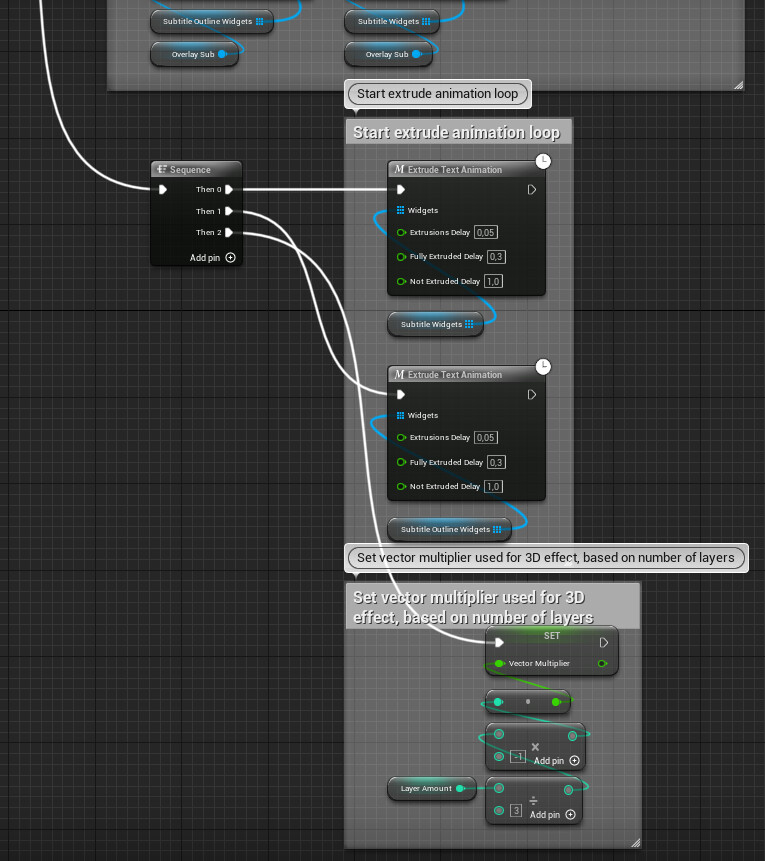 Subtitle Outline Widgets
Subtitle Widgets
Overlay Sub
Overlay Sub
Start extrude animation loop
Start extrude animation loop
Sequence
Then 0
Then 1
Then 2
Add pin
M Extrude Text Animation
Widgets
Extrusions Delay 0,05
Fully Extruded Delay 0,3
Not Extruded Delay 1,0
Subtitle Widgets
M Extrude Text Animation
Widgets
Extrusions Delay 0,05
Fully Extruded Delay 0,3
Not Extruded Delay 1,0
Subtitle Outline Widgets
Set vector multiplier used for 3D effect, based on number of layers
Set vector multiplier used for 3D
effect, based on number of layers
SET
Vector Multiplier
×
-1
Add pin
Layer Amount
÷
3
Add pin